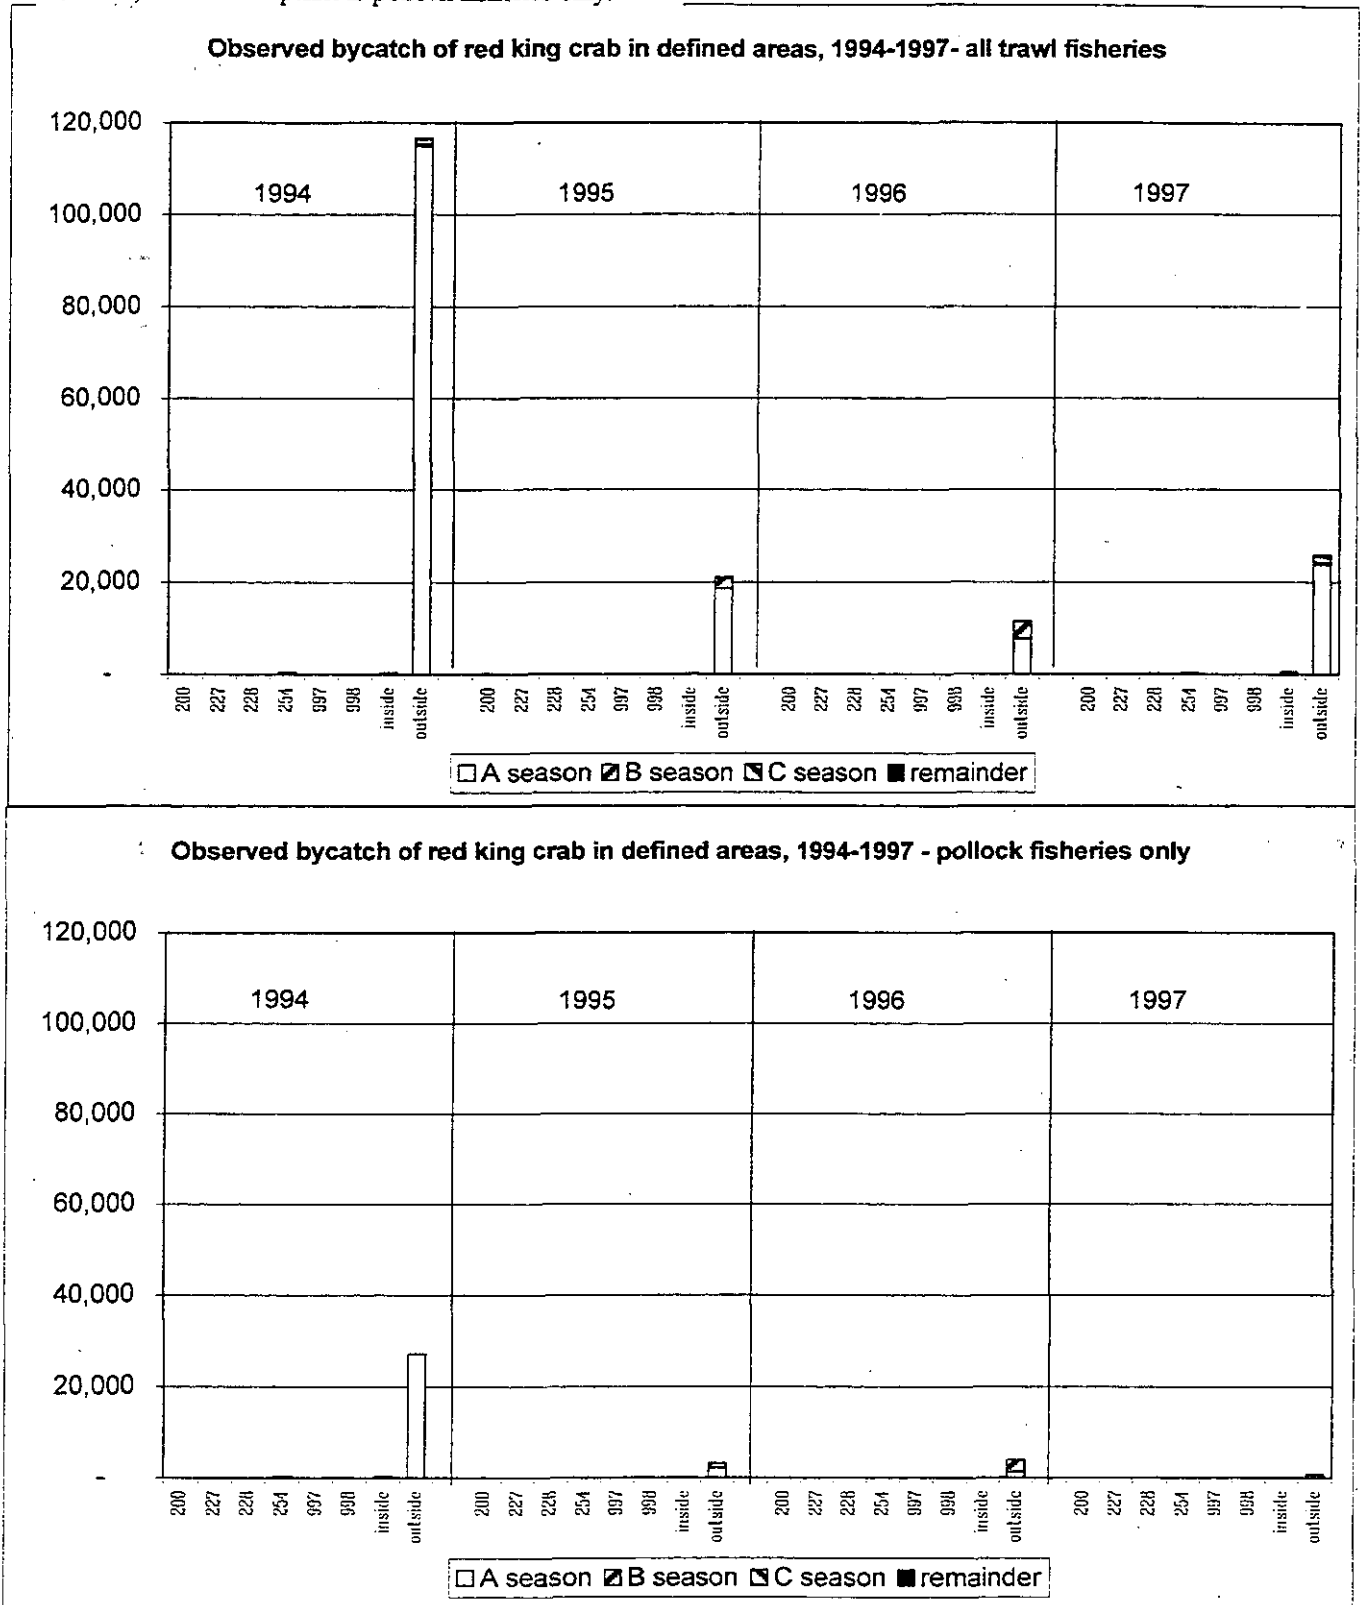 Observed bycatch of red king crab in defined areas, 1994-1997- all trawl fisheries
120,000
100,000
80,000
60,000
40,000
20,000
-
1994 1995 1996 1997
200 227 228 254 997 998 inside outside 200 227 228 254 997 998 inside outside 200 227 228 254 997 998 inside outside 200 227 228 254 997 998 inside outside
A season B season C season remainder
Observed bycatch of red king crab in defined areas, 1994-1997 - pollock fisheries only
120,000
100,000
80,000
60,000
40,000
20,000
-
1994 1995 1996 1997
200 227 228 254 997 998 inside outside 200 227 228 254 997 998 inside outside 200 227 228 254 997 998 inside outside 200 227 228 254 997 998 inside outside
A season B season C season remainder